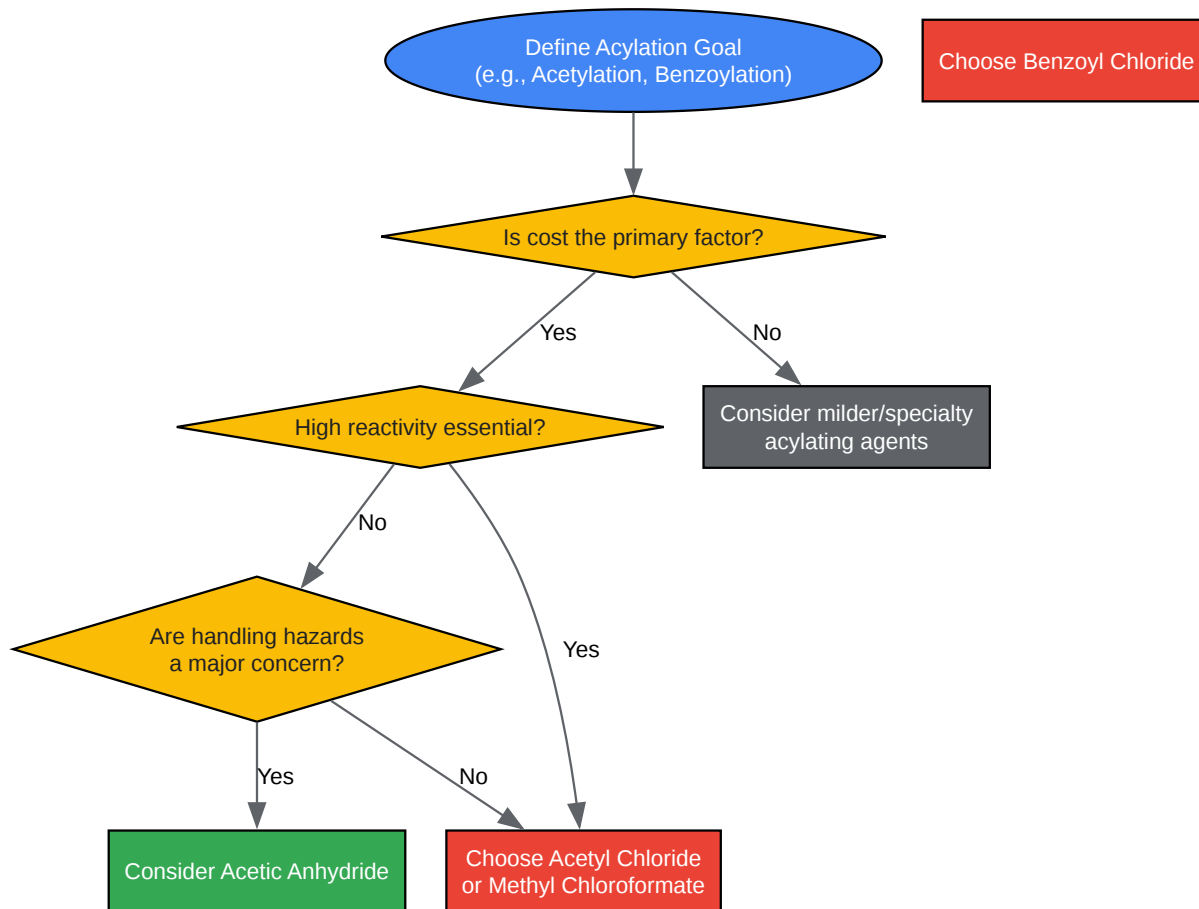 Define Acylation Goal
(e.g., Acetylation, Benzoylation)
Choose Benzoyl Chloride
Is cost the primary factor?
Yes
No
High reactivity essential?
Consider milder/specialty
acylating agents
No
Yes
Are handling hazards
a major concern?
Yes
No
Consider Acetic Anhydride
Choose Acetyl Chloride
or Methyl Chloroformate